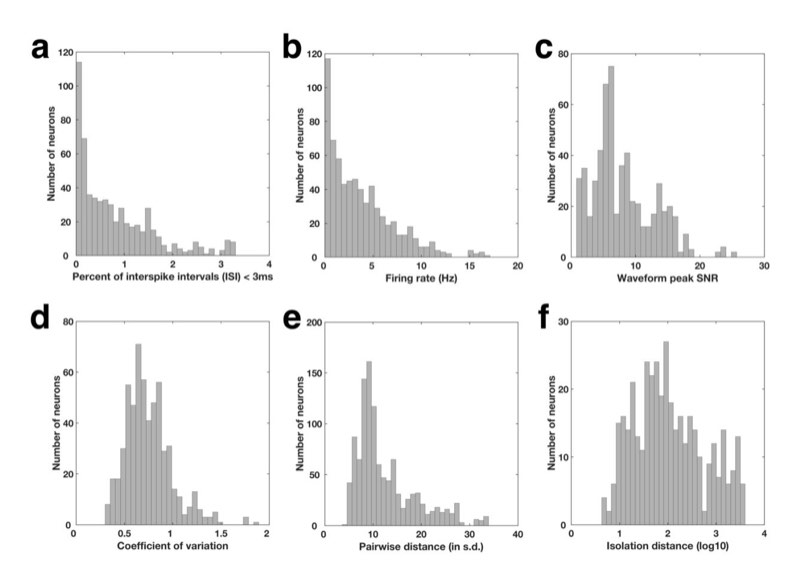 a
120
100
80
60
40
20
0
Number of neurons
0 1 2 3 4
Percent of interspike intervals (ISI) < 3ms
b
120
100
80
60
40
20
0
Number of neurons
0 5 10 15 20
Firing rate (Hz)
c
80
60
40
20
0
Number of neurons
0 10 20 30
Waveform peak SNR
d
80
60
40
20
0
Number of neurons
0 0.5 1 1.5 2
Coefficient of variation
e
200
150
100
50
0
Number of neurons
0 10 20 30 40
Pairwise distance (in s.d.)
f
30
20
10
0
Number of neurons
0 1 2 3 4
Isolation distance (log10)